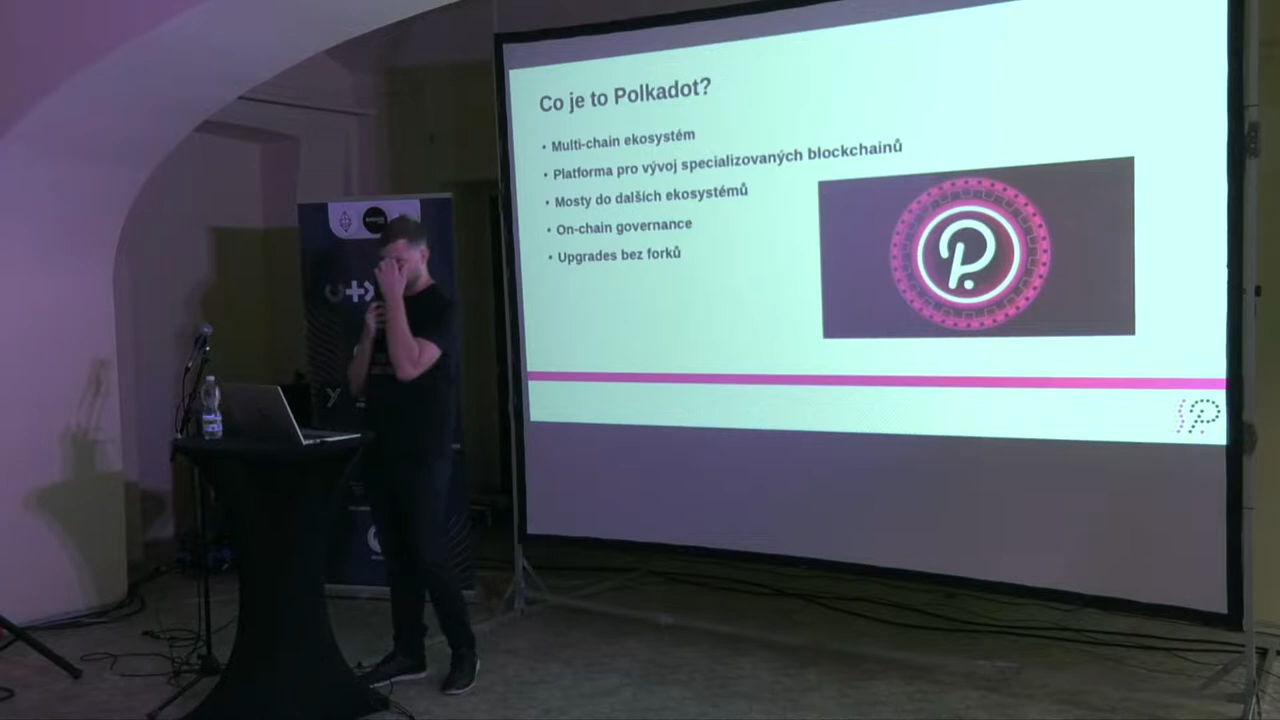 Co je to Polkadot?
• Multi-chain ekosystém
• Platforma pro vývoj specializovaných blockchainů
• Mosty do dalších ekosystémů
• On-chain governance
• Upgrades bez forků